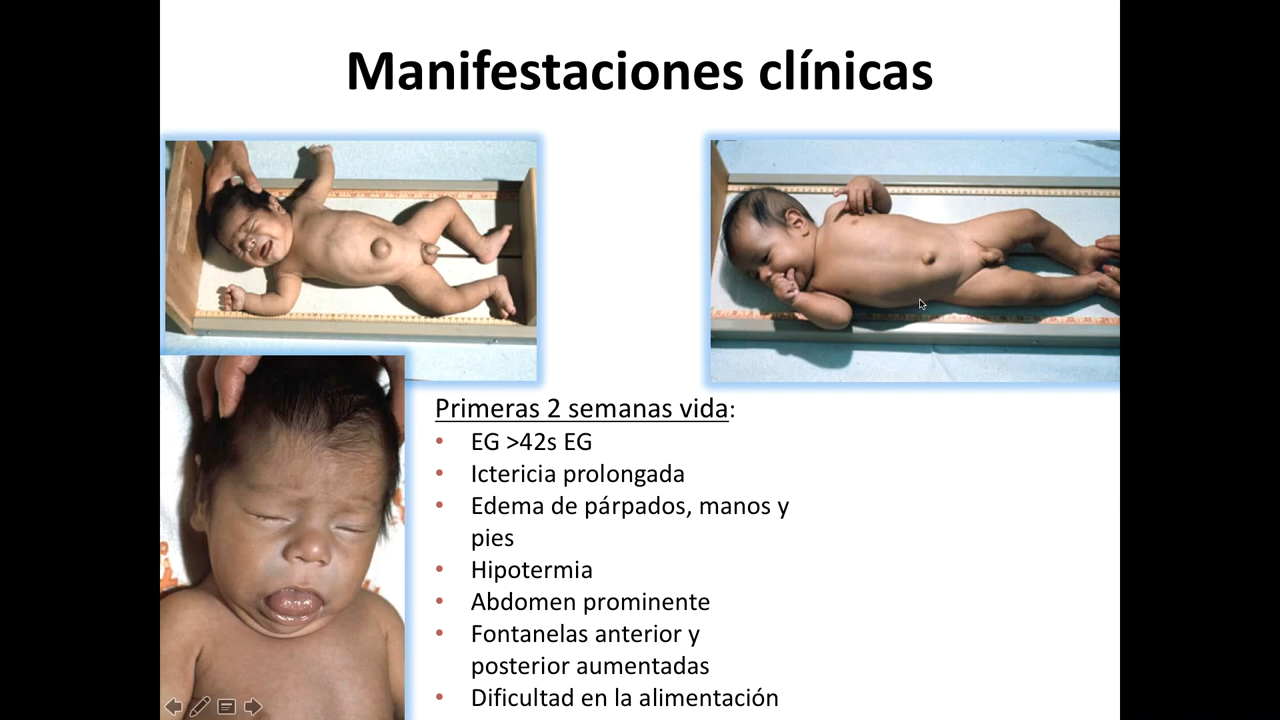 Manifestaciones clínicas
Primeras 2 semanas vida:
• EG >42s EG
• Ictericia prolongada
• Edema de párpados, manos y
pies
• Hipotermia
• Abdomen prominente
• Fontanelas anterior y
posterior aumentadas
• Dificultad en la alimentación